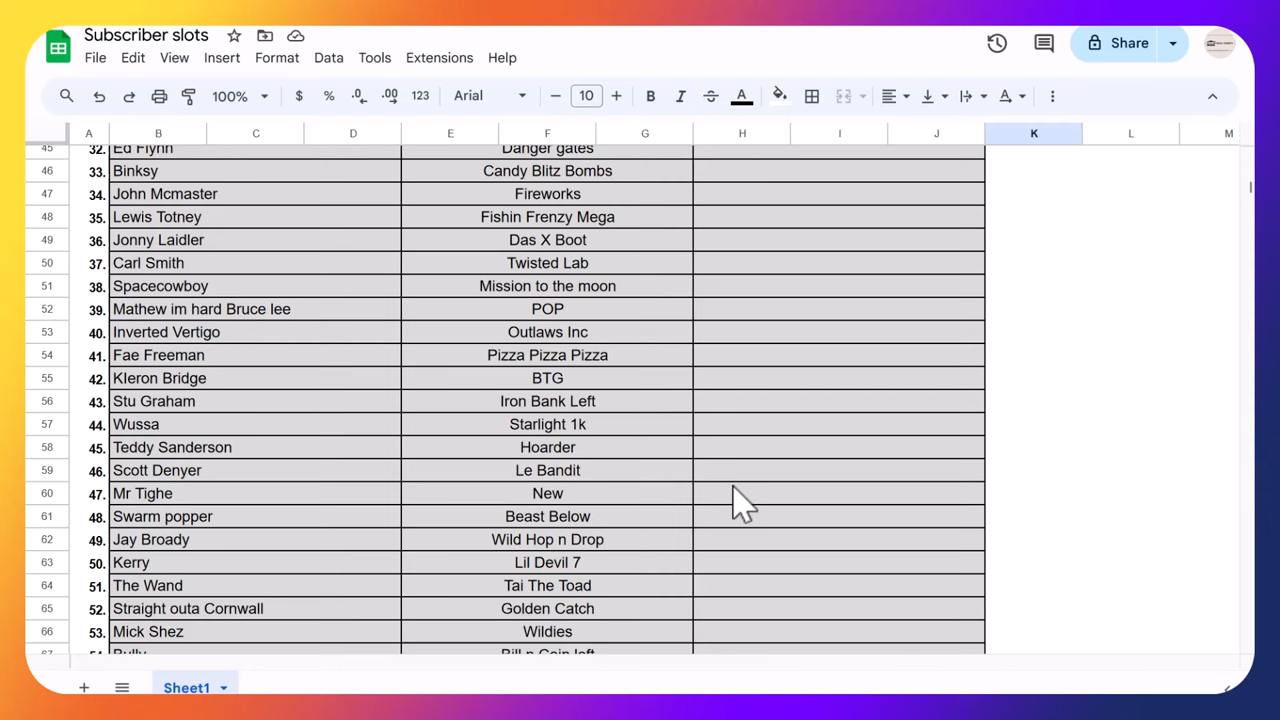 Subscriber slots
File Edit View Insert Format Data Tools Extensions Help
Share
100% $ % .0 .00 123 Arial 10 B I A
A B C D E F G H I J K L M
45 32. Ed Flynn Danger gates
46 33. Binksy Candy Blitz Bombs
47 34. John Mcmaster Fireworks
48 35. Lewis Totney Fishin Frenzy Mega
49 36. Jonny Laidler Das X Boot
50 37. Carl Smith Twisted Lab
51 38. Spacecowboy Mission to the moon
52 39. Mathew im hard Bruce lee POP
53 40. Inverted Vertigo Outlaws Inc
54 41. Fae Freeman Pizza Pizza Pizza
55 42. KIeron Bridge BTG
56 43. Stu Graham Iron Bank Left
57 44. Wussa Starlight 1k
58 45. Teddy Sanderson Hoarder
59 46. Scott Denyer Le Bandit
60 47. Mr Tighe New
61 48. Swarm popper Beast Below
62 49. Jay Broady Wild Hop n Drop
63 50. Kerry Lil Devil 7
64 51. The Wand Tai The Toad
65 52. Straight outa Cornwall Golden Catch
66 53. Mick Shez Wildies
67 54. Bully Bill n Coin left
Sheet1